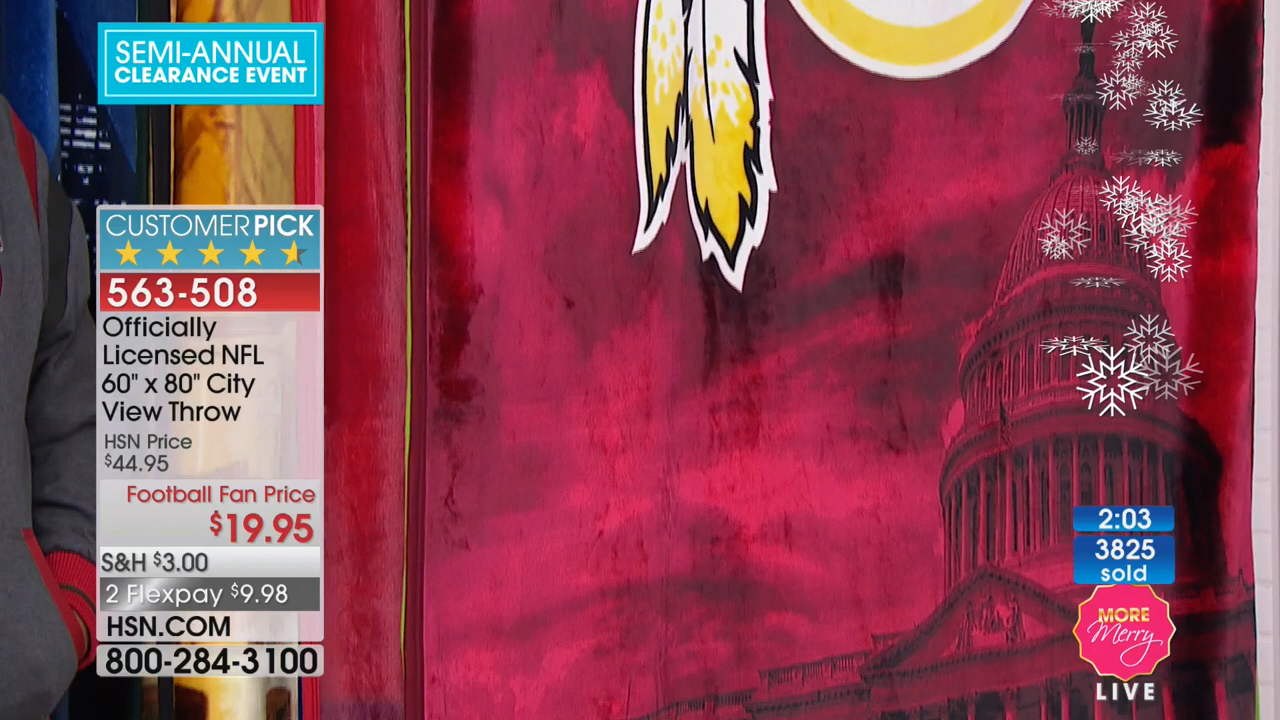 SEMI-ANNUAL
CLEARANCE EVENT
CUSTOMER PICK
563-508
Officially
Licensed NFL
60" x 80" City
View Throw
HSN Price
$44.95
Football Fan Price
$19.95
S&H $3.00
2 Flexpay $9.98
HSN.COM
800-284-3100
2:03
3825
sold
MORE
Merry
LIVE